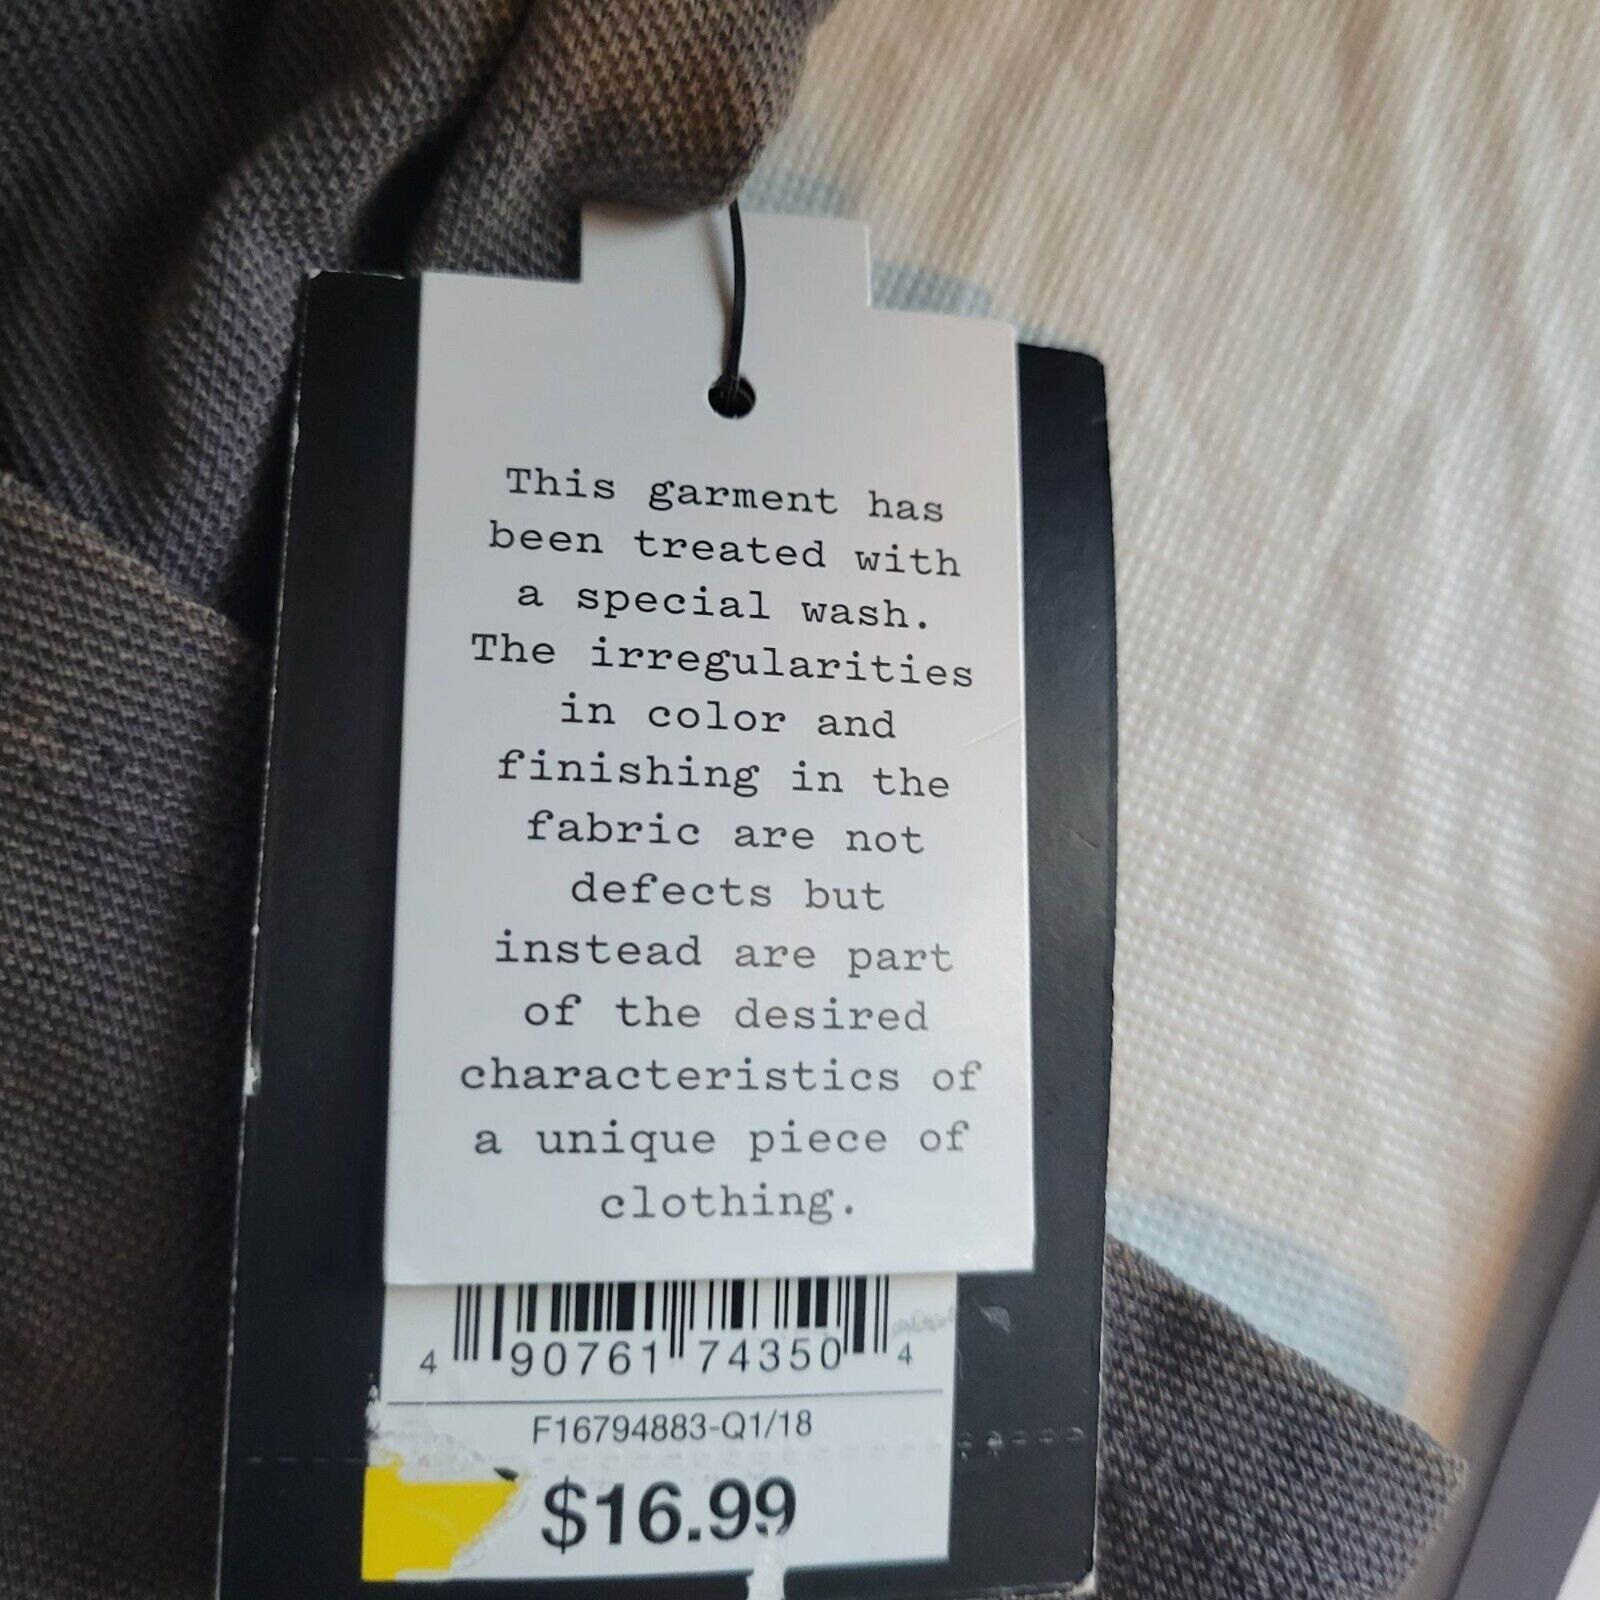 This garment has
been treated with
a special wash.
The irregularities
in color and
finishing in the
fabric are not
defects but
instead are part
of the desired
characteristics of
a unique piece of
clothing.
4 90761 74350 4
F16794883-Q1/18
$16.99